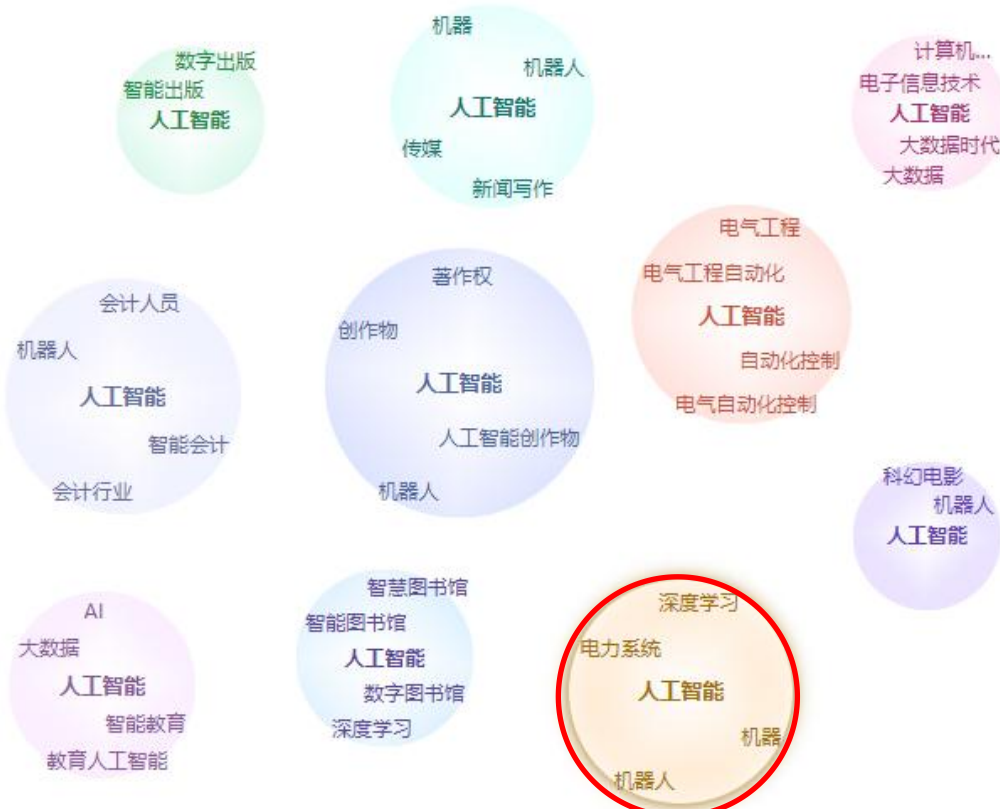 数字出版
智能出版
人工智能
机器
机器人
人工智能
传媒
新闻写作
计算机...
电子信息技术
人工智能
大数据时代
大数据
会计人员
机器人
人工智能
智能会计
会计行业
著作权
创作物
人工智能
人工智能创作物
机器人
电气工程
电气工程自动化
人工智能
自动化控制
电气自动化控制
科幻电影
机器人
人工智能
AI
大数据
人工智能
智能教育
教育人工智能
智慧图书馆
智能图书馆
人工智能
数字图书馆
深度学习
深度学习
电力系统
人工智能
机器
机器人